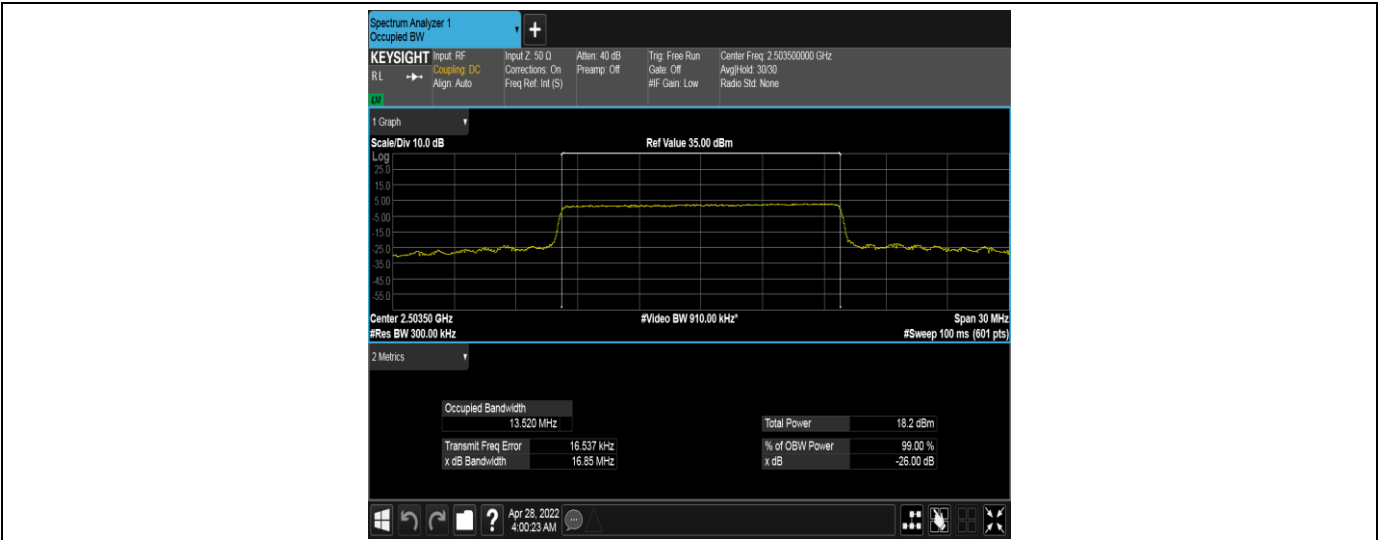 Spectrum Analyzer 1
Occupied BW
+
KEYSIGHT Input: RF Input Z: 50 Ω Atten: 40 dB Trig: Free Run Center Freq: 2.503500000 GHz
RL Coupling: DC Corrections: On Preamp: Off Gate: Off Avg|Hold: 30/30
Align: Auto Freq Ref: Int (S) #IF Gain: Low Radio Std: None
LXI
1 Graph
Scale/Div 10.0 dB Ref Value 35.00 dBm
Log
25.0
15.0
5.00
-5.00
-15.0
-25.0
-35.0
-45.0
-55.0
Center 2.50350 GHz #Video BW 910.00 kHz* Span 30 MHz
#Res BW 300.00 kHz #Sweep 100 ms (601 pts)
2 Metrics
Occupied Bandwidth
13.520 MHz Total Power 18.2 dBm
Transmit Freq Error 16.537 kHz % of OBW Power 99.00 %
x dB Bandwidth 16.85 MHz x dB -26.00 dB
? Apr 28, 2022
4:00:23 AM